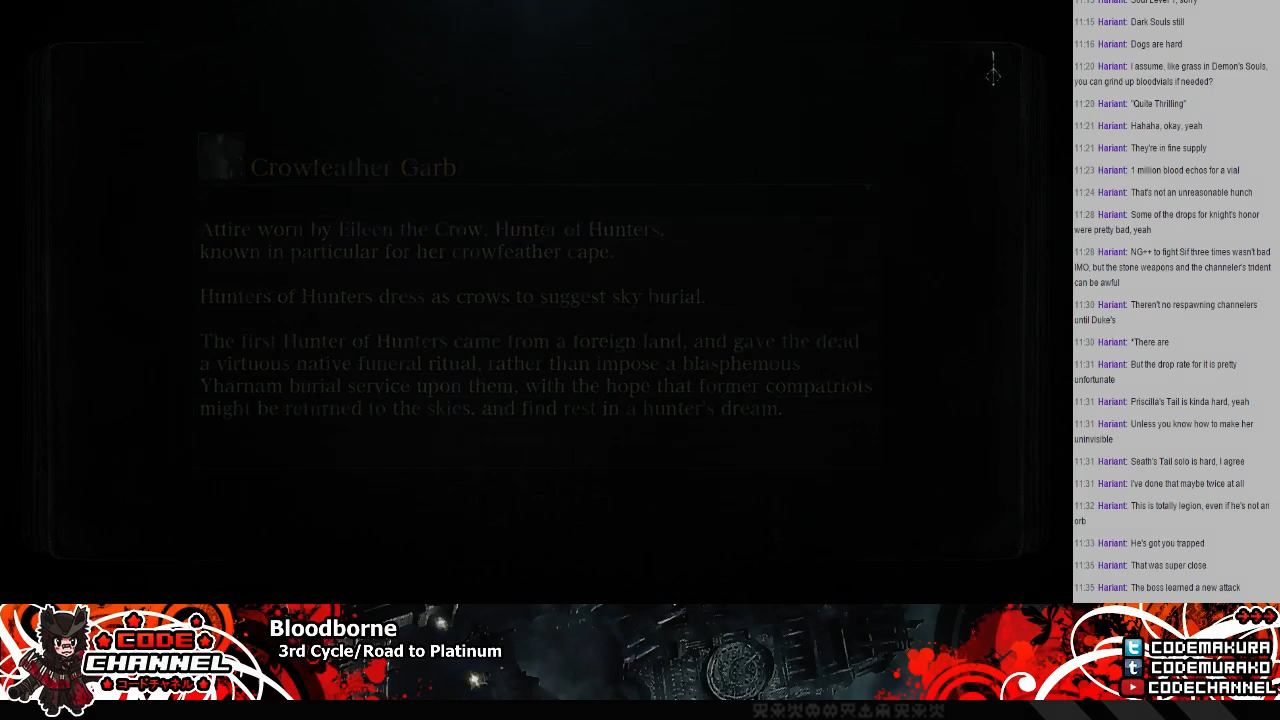 Crowfeather Garb
Attire worn by Eileen the Crow, Hunter of Hunters,
known in particular for her crowfeather cape.
Hunters of Hunters dress as crows to suggest sky burial.
The first Hunter of Hunters came from a foreign land, and gave the dead
a virtuous native funeral ritual, rather than impose a blasphemous
Yharnam burial service upon them, with the hope that former compatriots
might be returned to the skies, and find rest in a hunter's dream.
11:15 Hariant: Soul Level 1, sorry
11:15 Hariant: Dark Souls still
11:16 Hariant: Dogs are hard
11:20 Hariant: I assume, like grass in Demon's Souls,
you can grind up bloodvials if needed?
11:20 Hariant: "Quite Thrilling"
11:21 Hariant: Hahaha, okay, yeah
11:21 Hariant: They're in fine supply
11:23 Hariant: 1 million blood echos for a vial
11:24 Hariant: That's not an unreasonable hunch
11:28 Hariant: Some of the drops for knight's honor
were pretty bad, yeah
11:28 Hariant: NG++ to fight Sif three times wasn't bad
IMO, but the stone weapons and the channeler's trident
can be awful
11:30 Hariant: Theren't no respawning channelers
until Duke's
11:30 Hariant: *There are
11:31 Hariant: But the drop rate for it is pretty
unfortunate
11:31 Hariant: Priscilla's Tail is kinda hard, yeah
11:31 Hariant: Unless you know how to make her
uninvisible
11:31 Hariant: Seath's Tail solo is hard, I agree
11:31 Hariant: I've done that maybe twice at all
11:32 Hariant: This is totally legion, even if he's not an
orb
11:33 Hariant: He's got you trapped
11:35 Hariant: That was super close
11:35 Hariant: The boss learned a new attack
CODE
CHANNEL
コードチャンネル
Bloodborne
3rd Cycle/Road to Platinum
CODEMAKURA
CODEMURAKO
CODECHANNEL